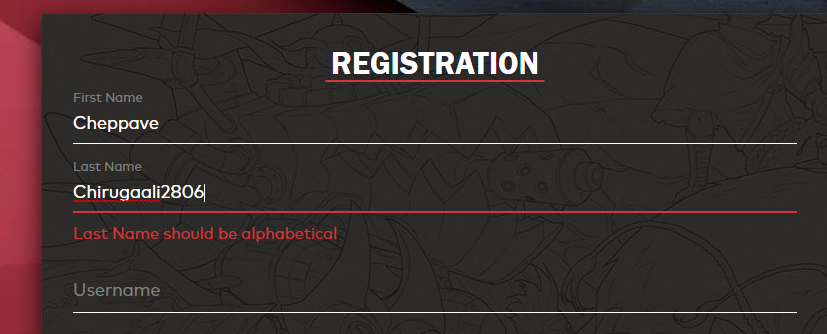 REGISTRATION
First Name
Cheppave
Last Name
Chirugaali2806
Last Name should be alphabetical
Username